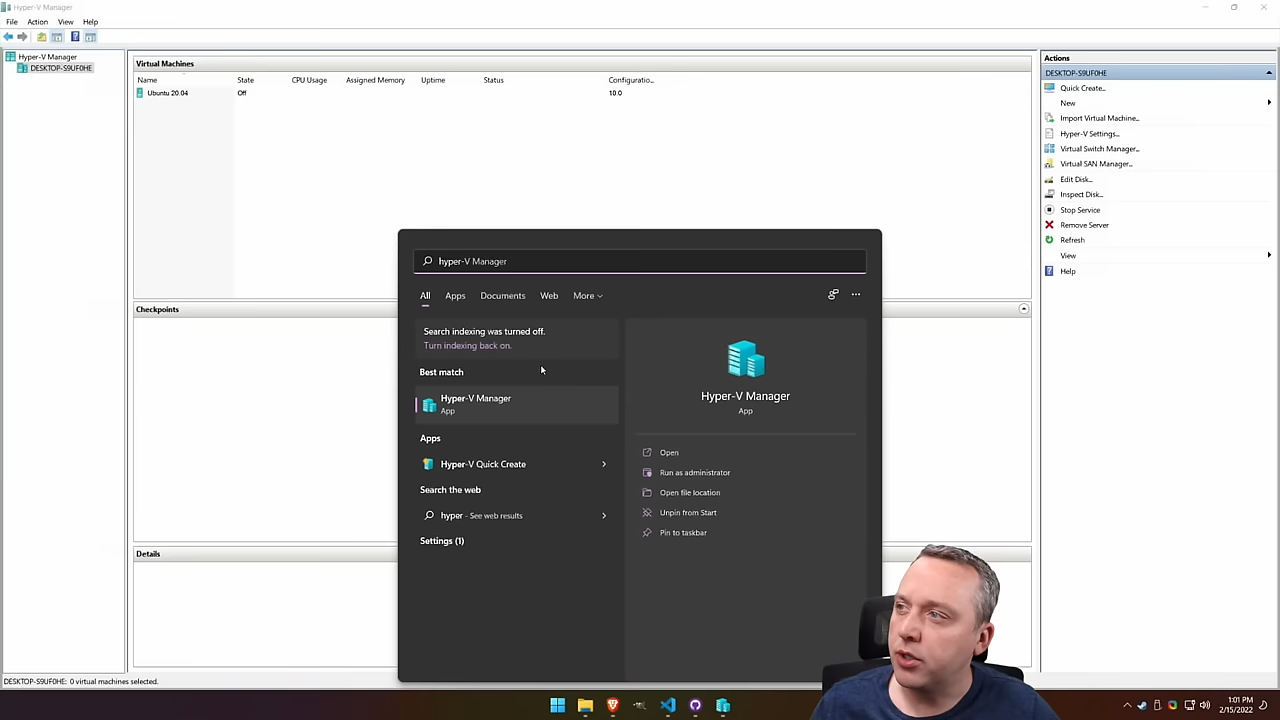 Hyper-V Manager
File Action View Help
Hyper-V Manager
DESKTOP-S9UF0HE
Virtual Machines
Name State CPU Usage Assigned Memory Uptime Status Configuratio...
Ubuntu 20.04 Off 10.0
Checkpoints
Details
Actions
DESKTOP-S9UF0HE
Quick Create...
New
Import Virtual Machine...
Hyper-V Settings...
Virtual Switch Manager...
Virtual SAN Manager...
Edit Disk...
Inspect Disk...
Stop Service
Remove Server
Refresh
View
Help
hyper-V Manager
All Apps Documents Web More
Search indexing was turned off.
Turn indexing back on.
Best match
Hyper-V Manager
App
Apps
Hyper-V Quick Create
Search the web
hyper - See web results
Settings (1)
Hyper-V Manager
App
Open
Run as administrator
Open file location
Unpin from Start
Pin to taskbar
DESKTOP-S9UF0HE: 0 virtual machines selected.
1:01 PM
2/15/2022